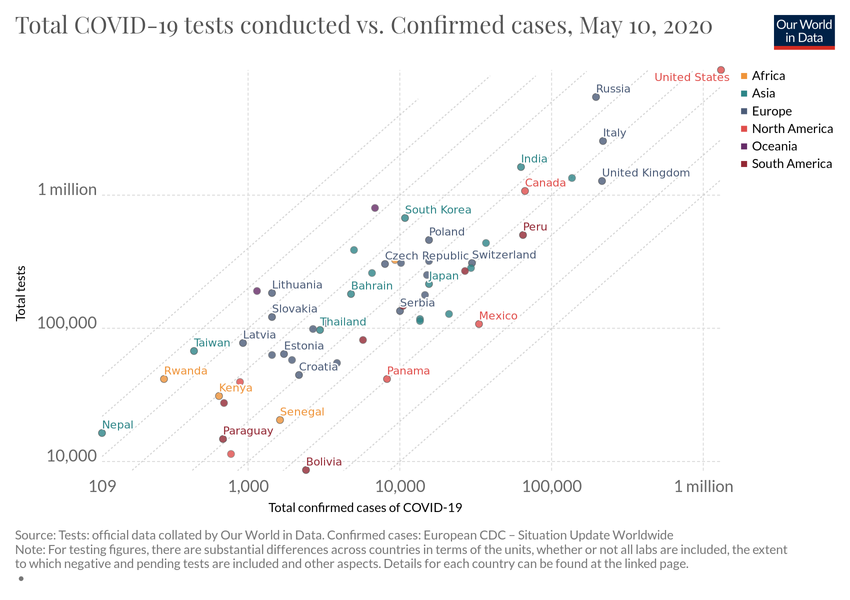 Total COVID-19 tests conducted vs. Confirmed cases, May 10, 2020
Our World
in Data
United States
Africa
Asia
Europe
North America
Oceania
South America
Russia
Italy
India
United Kingdom
Canada
1 million
South Korea
Peru
Poland
Czech Republic
Switzerland
Japan
Lithuania
Bahrain
Serbia
Slovakia
Mexico
Total tests
100,000
Thailand
Latvia
Taiwan
Estonia
Croatia
Rwanda
Panama
Kenya
Senegal
Nepal
Paraguay
10,000
Bolivia
109
1,000
10,000
100,000
1 million
Total confirmed cases of COVID-19
Source: Tests: official data collated by Our World in Data. Confirmed cases: European CDC – Situation Update Worldwide
Note: For testing figures, there are substantial differences across countries in terms of the units, whether or not all labs are included, the extent
to which negative and pending tests are included and other aspects. Details for each country can be found at the linked page.
•